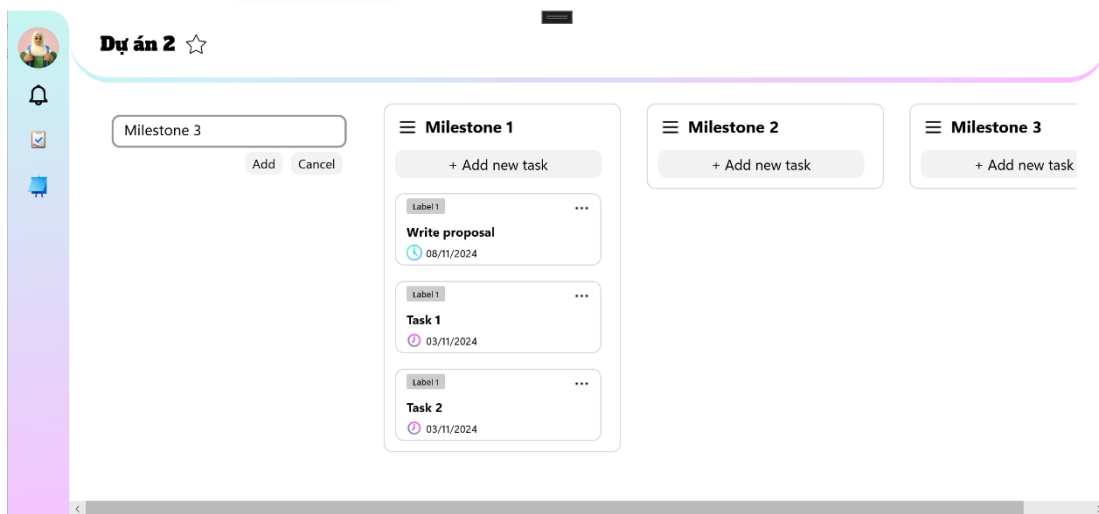 Dự án 2
Milestone 3
Add Cancel
Milestone 1
+ Add new task
Label 1
Write proposal
08/11/2024
Label 1
Task 1
03/11/2024
Label 1
Task 2
03/11/2024
Milestone 2
+ Add new task
Milestone 3
+ Add new task